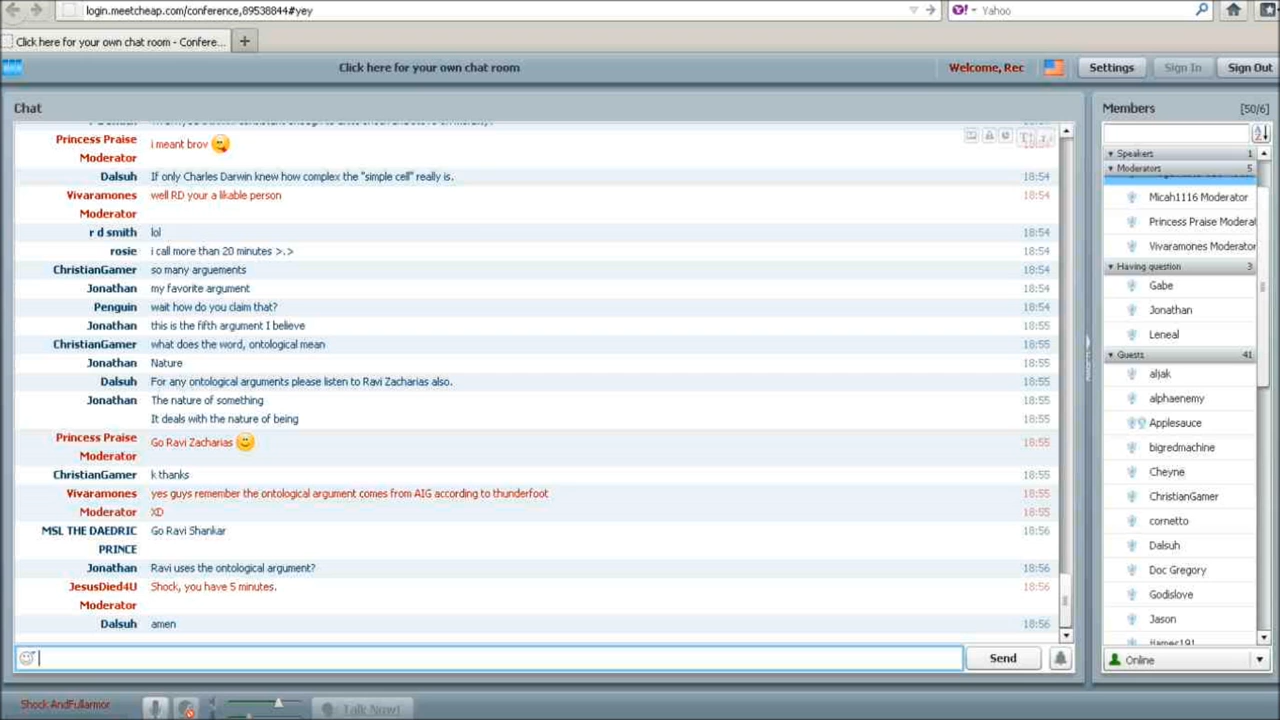 login.meetcheap.com/conference,89538844#yey
Yahoo
Click here for your own chat room - Confere...
Click here for your own chat room
Welcome, Rec
Settings
Sign In
Sign Out
Chat
Members [50/6]
Princess Praise Moderator i meant brov 18:54
Dalsuh If only Charles Darwin knew how complex the "simple cell" really is. 18:54
Vivaramones Moderator well RD your a likable person 18:54
r d smith lol 18:54
rosie i call more than 20 minutes >.> 18:54
ChristianGamer so many arguements 18:54
Jonathan my favorite argument 18:54
Penguin wait how do you claim that? 18:54
Jonathan this is the fifth argument I believe 18:55
ChristianGamer what does the word, ontological mean 18:55
Jonathan Nature 18:55
Dalsuh For any ontological arguments please listen to Ravi Zacharias also. 18:55
Jonathan The nature of something 18:55
It deals with the nature of being 18:55
Princess Praise Moderator Go Ravi Zacharias 18:55
ChristianGamer k thanks 18:55
Vivaramones yes guys remember the ontological argument comes from AIG according to thunderfoot 18:55
Moderator XD 18:55
MSL THE DAEDRIC PRINCE Go Ravi Shankar 18:56
Jonathan Ravi uses the ontological argument? 18:56
JesusDied4U Moderator Shock, you have 5 minutes. 18:56
Dalsuh amen 18:56
Send
Speakers 1
Moderators 5
Micah1116 Moderator
Princess Praise Moderat
Vivaramones Moderator
Having question 3
Gabe
Jonathan
Leneal
Guests 41
aljak
alphaenemy
Applesauce
bigredmachine
Cheyne
ChristianGamer
cornetto
Dalsuh
Doc Gregory
Godislove
Jason
Online
Shock AndFullarmor
Talk Now!